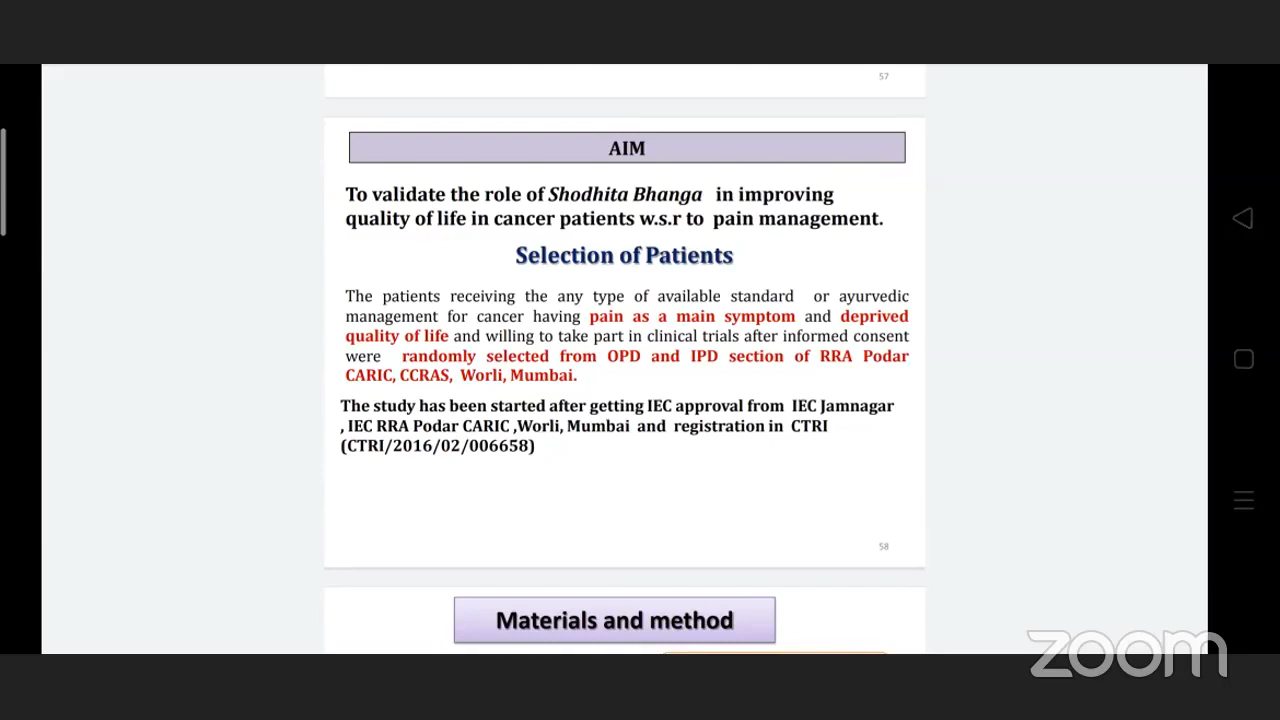 57
AIM
To validate the role of Shodhita Bhanga in improving
quality of life in cancer patients w.s.r to pain management.
Selection of Patients
The patients receiving the any type of available standard or ayurvedic
management for cancer having pain as a main symptom and deprived
quality of life and willing to take part in clinical trials after informed consent
were randomly selected from OPD and IPD section of RRA Podar
CARIC, CCRAS, Worli, Mumbai.
The study has been started after getting IEC approval from IEC Jamnagar
, IEC RRA Podar CARIC ,Worli, Mumbai and registration in CTRI
(CTRI/2016/02/006658)
58
Materials and method
zoom